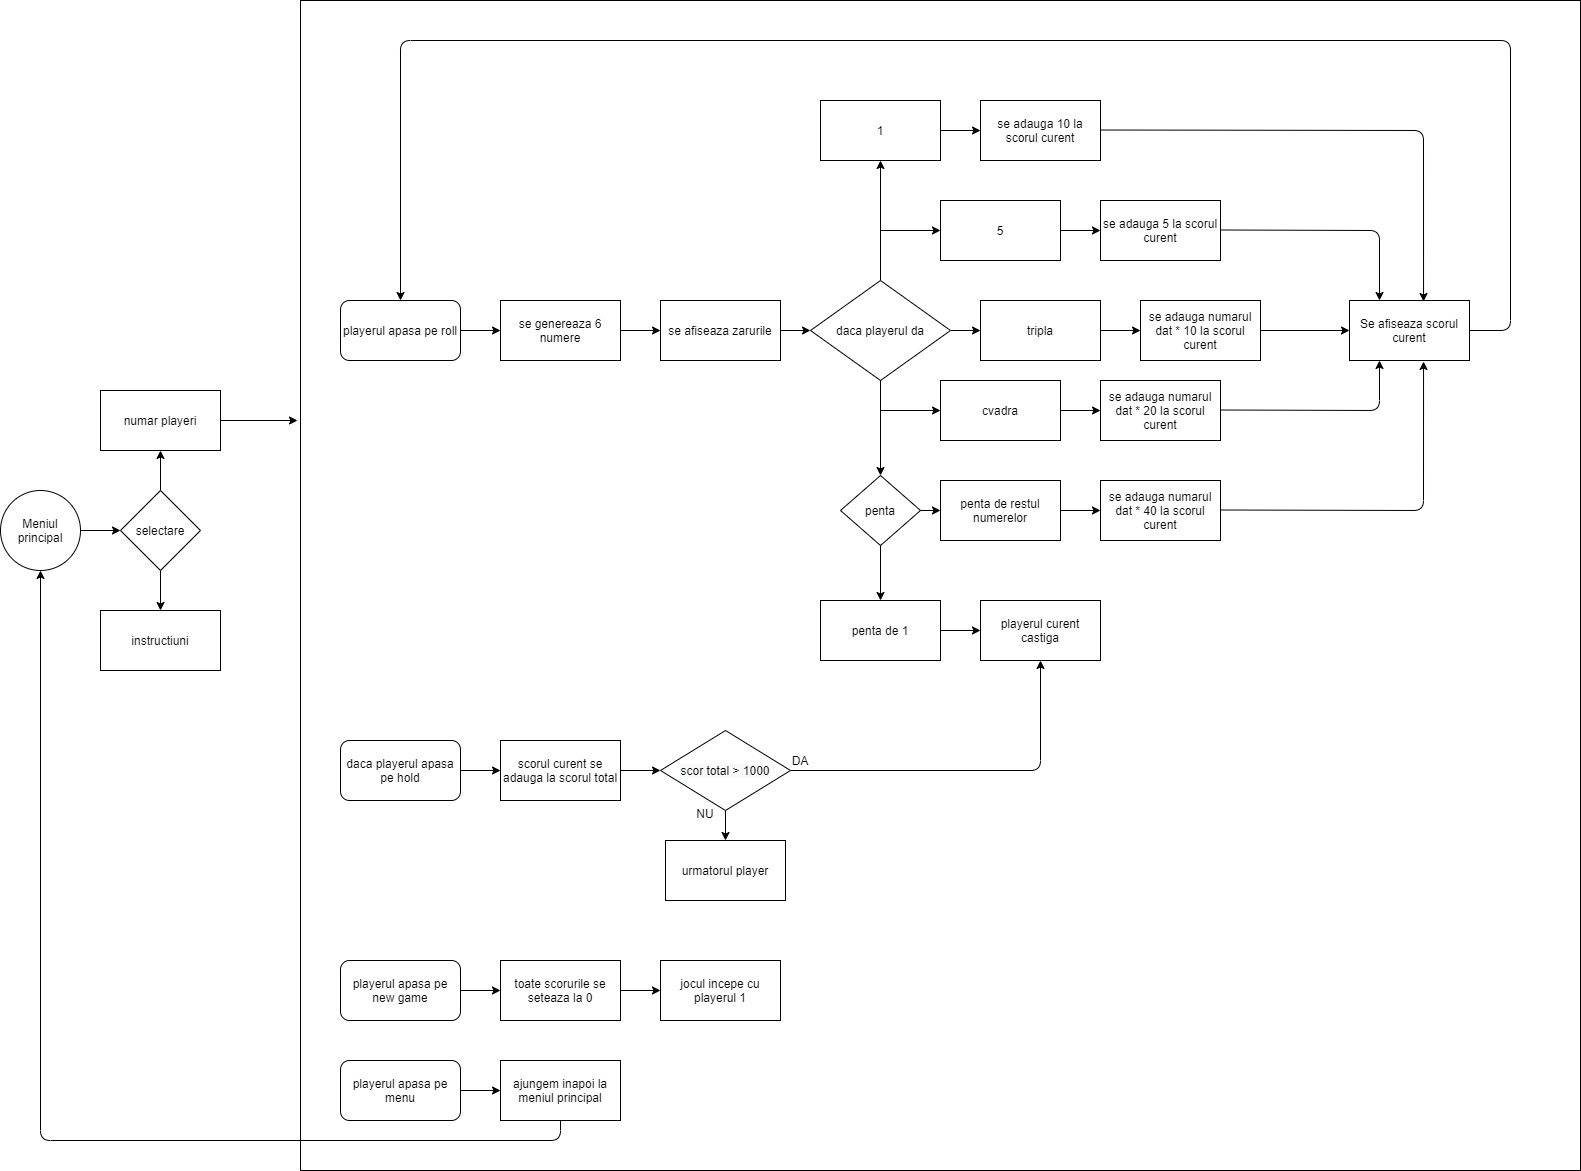 1
se adauga 10 la
scorul curent
5
se adauga 5 la scorul
curent
playerul apasa pe roll
se genereaza 6
numere
se afiseaza zarurile
daca playerul da
tripla
se adauga numarul
dat * 10 la scorul
curent
Se afiseaza scorul
curent
cvadra
se adauga numarul
dat * 20 la scorul
curent
numar playeri
penta
penta de restul
numerelor
se adauga numarul
dat * 40 la scorul
curent
Meniul
principal
selectare
instructiuni
penta de 1
playerul curent
castiga
daca playerul apasa
pe hold
scorul curent se
adauga la scorul total
scor total > 1000
DA
NU
urmatorul player
playerul apasa pe
new game
toate scorurile se
seteaza la 0
jocul incepe cu
playerul 1
playerul apasa pe
menu
ajungem inapoi la
meniul principal